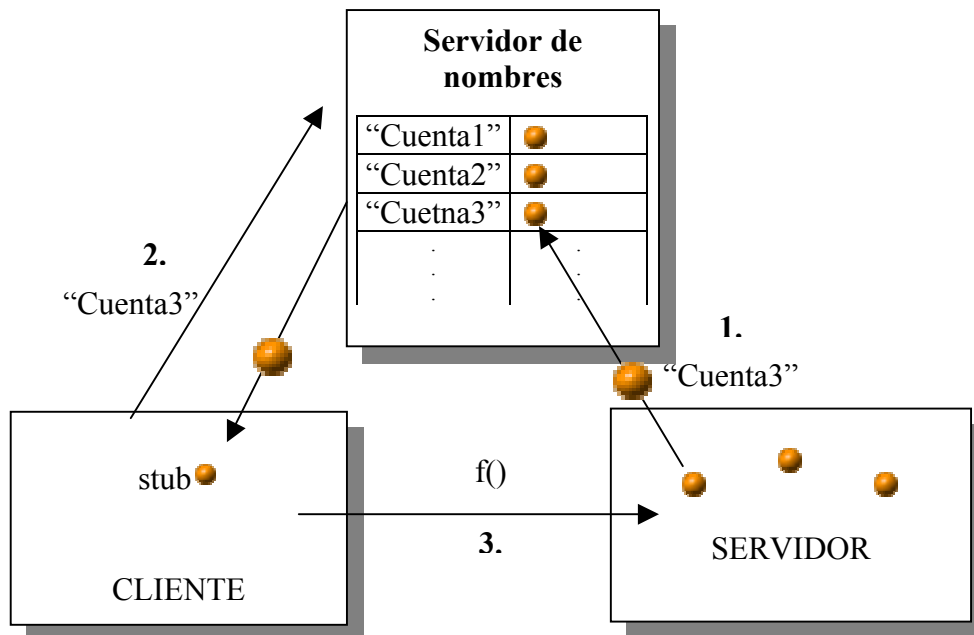 Servidor de
nombres
“Cuenta1”
“Cuenta2”
“Cuetna3”
2.
“Cuenta3”
1.
“Cuenta3”
stub
f()
3.
CLIENTE
SERVIDOR